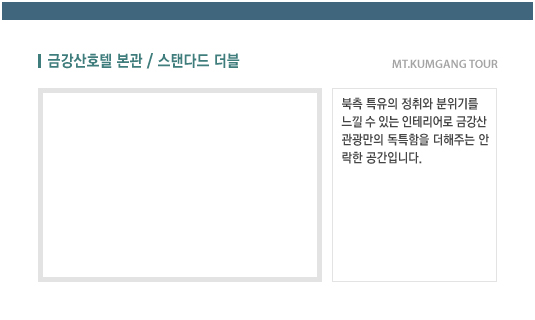 금강산호텔 본관 / 스탠다드 더블
MT.KUMGANG TOUR
북측 특유의 정취와 분위기를
느낄 수 있는 인테리어로 금강산
관광만의 독특함을 더해주는 안
락한 공간입니다.